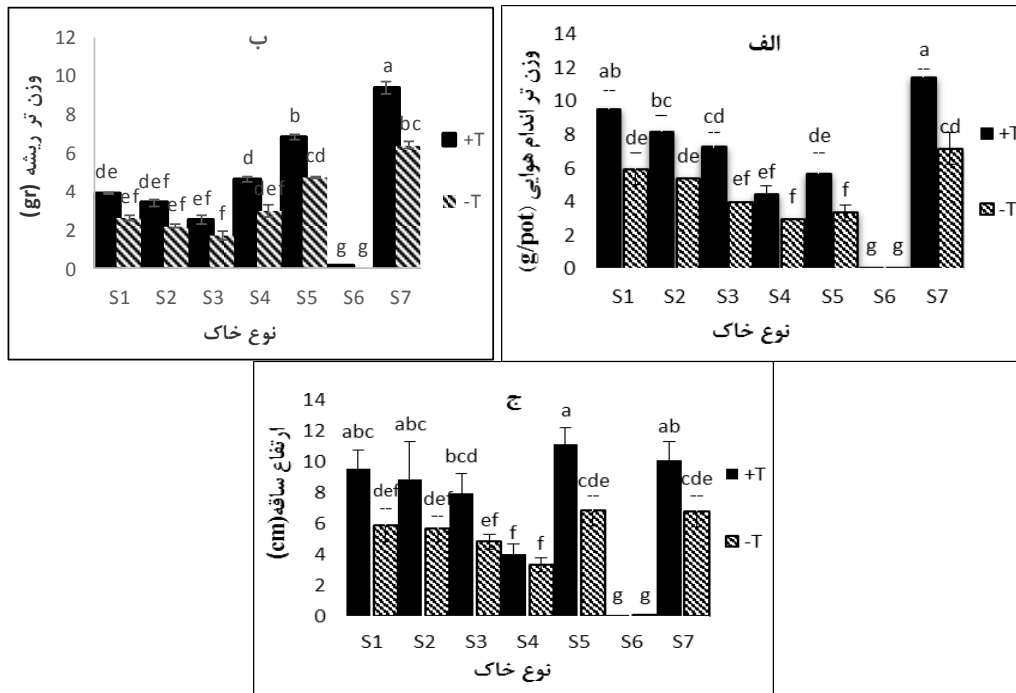 الف
وزن تر اندام هوایی (g/pot)
14
12
10
8
6
4
2
0
ab
bc
cd
ef
de
g
a
de
de
ef
f
f
g
cd
S1 S2 S3 S4 S5 S6 S7
نوع خاک
+T
-T
ب
وزن تر ریشه (gr)
12
10
8
6
4
2
0
de
def
ef
d
b
g
a
ef
ef
f
def
cd
g
bc
S1 S2 S3 S4 S5 S6 S7
نوع خاک
+T
-T
ج
ارتفاع ساقه(cm)
14
12
10
8
6
4
2
0
abc
abc
bcd
f
a
g
ab
def
def
ef
f
cde
g
cde
S1 S2 S3 S4 S5 S6 S7
نوع خاک
+T
-T